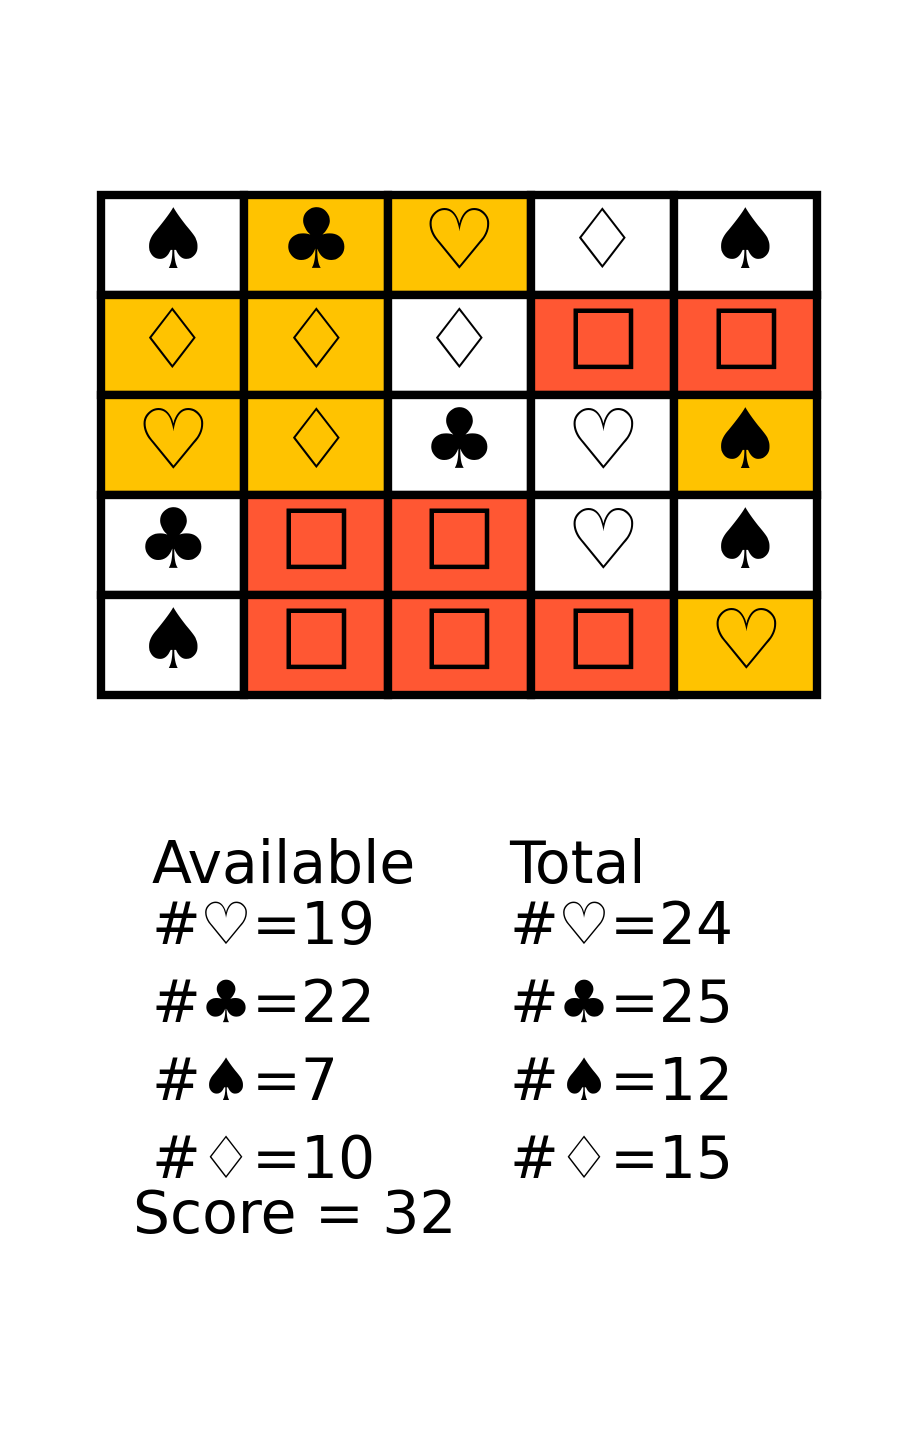 ♠ ♣ ♡ ♢ ♠
♢ ♢ ♢ □ □
♡ ♢ ♣ ♡ ♠
♣ □ □ ♡ ♠
♠ □ □ □ ♡
Available Total
#♡=19 #♡=24
#♣=22 #♣=25
#♠=7 #♠=12
#♢=10 #♢=15
Score = 32